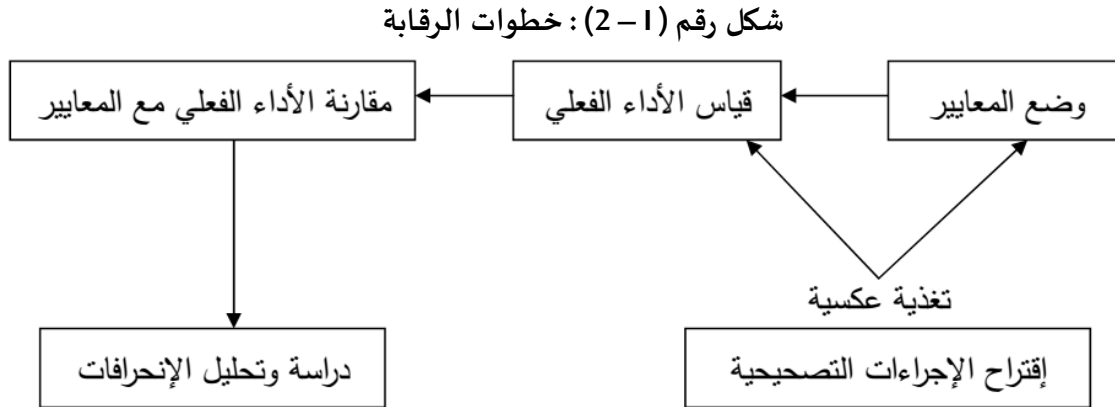 شكل رقم (1 – 2) : خطوات الرقابة
وضع المعايير
قياس الأداء الفعلي
مقارنة الأداء الفعلي مع المعايير
تغذية عكسية
إقتراح الإجراءات التصحيحية
دراسة وتحليل الإنحرافات